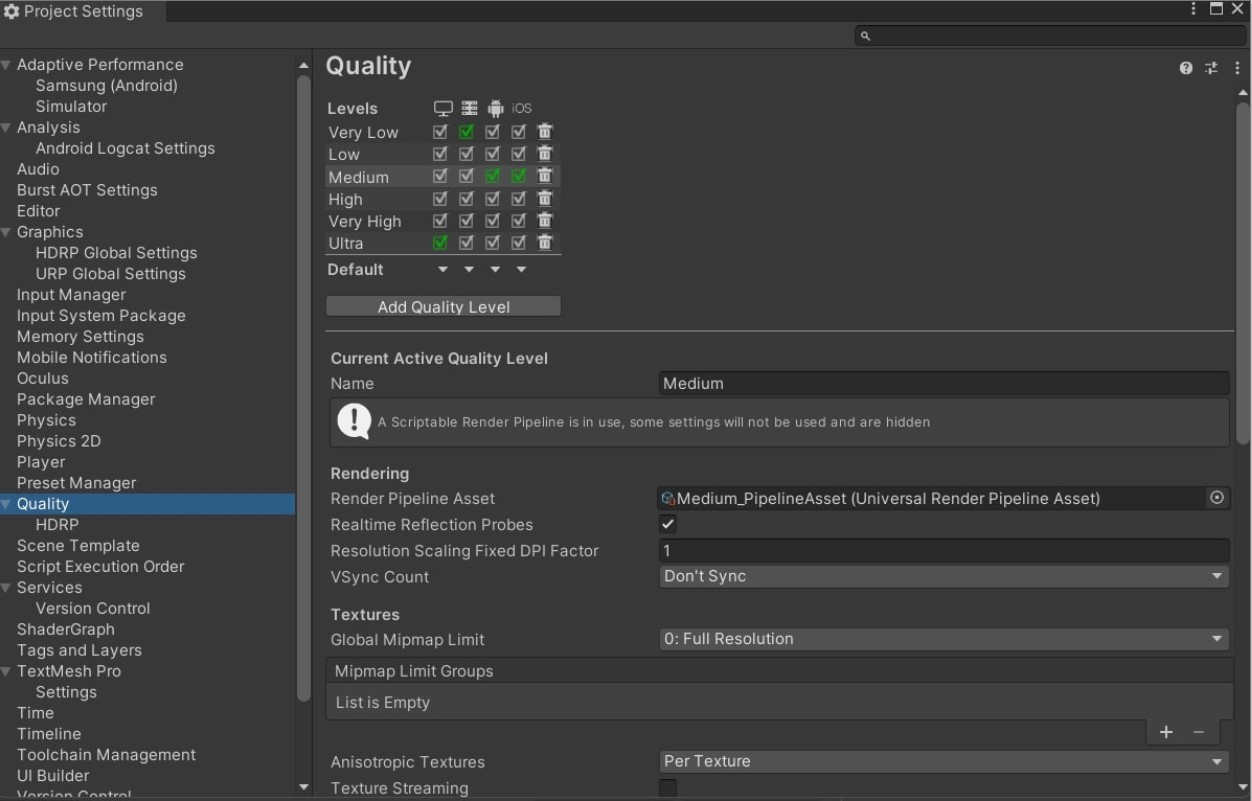 Project Settings
Adaptive Performance
Samsung (Android)
Simulator
Analysis
Android Logcat Settings
Audio
Burst AOT Settings
Editor
Graphics
HDRP Global Settings
URP Global Settings
Input Manager
Input System Package
Memory Settings
Mobile Notifications
Oculus
Package Manager
Physics
Physics 2D
Player
Preset Manager
Quality
HDRP
Scene Template
Script Execution Order
Services
Version Control
ShaderGraph
Tags and Layers
TextMesh Pro
Settings
Time
Timeline
Toolchain Management
UI Builder
Version Control
Quality
Levels iOS
Very Low
Low
Medium
High
Very High
Ultra
Default
Add Quality Level
Current Active Quality Level
Name Medium
A Scriptable Render Pipeline is in use, some settings will not be used and are hidden
Rendering
Render Pipeline Asset Medium_PipelineAsset (Universal Render Pipeline Asset)
Realtime Reflection Probes
Resolution Scaling Fixed DPI Factor 1
VSync Count Don't Sync
Textures
Global Mipmap Limit 0: Full Resolution
Mipmap Limit Groups
List is Empty
Anisotropic Textures Per Texture
Texture Streaming